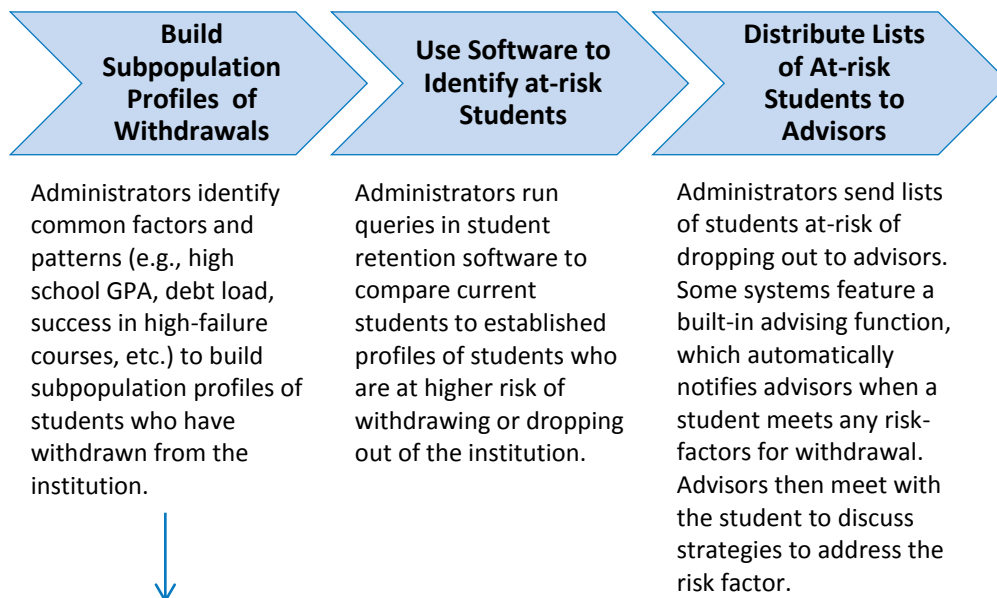 Build
Subpopulation
Profiles of
Withdrawals
Administrators identify
common factors and
patterns (e.g., high
school GPA, debt load,
success in high-failure
courses, etc.) to build
subpopulation profiles of
students who have
withdrawn from the
institution.
Use Software to
Identify at-risk
Students
Administrators run
queries in student
retention software to
compare current
students to established
profiles of students who
are at higher risk of
withdrawing or dropping
out of the institution.
Distribute Lists
of At-risk
Students to
Advisors
Administrators send lists
of students at-risk of
dropping out to advisors.
Some systems feature a
built-in advising function,
which automatically
notifies advisors when a
student meets any risk-
factors for withdrawal.
Advisors then meet with
the student to discuss
strategies to address the
risk factor.